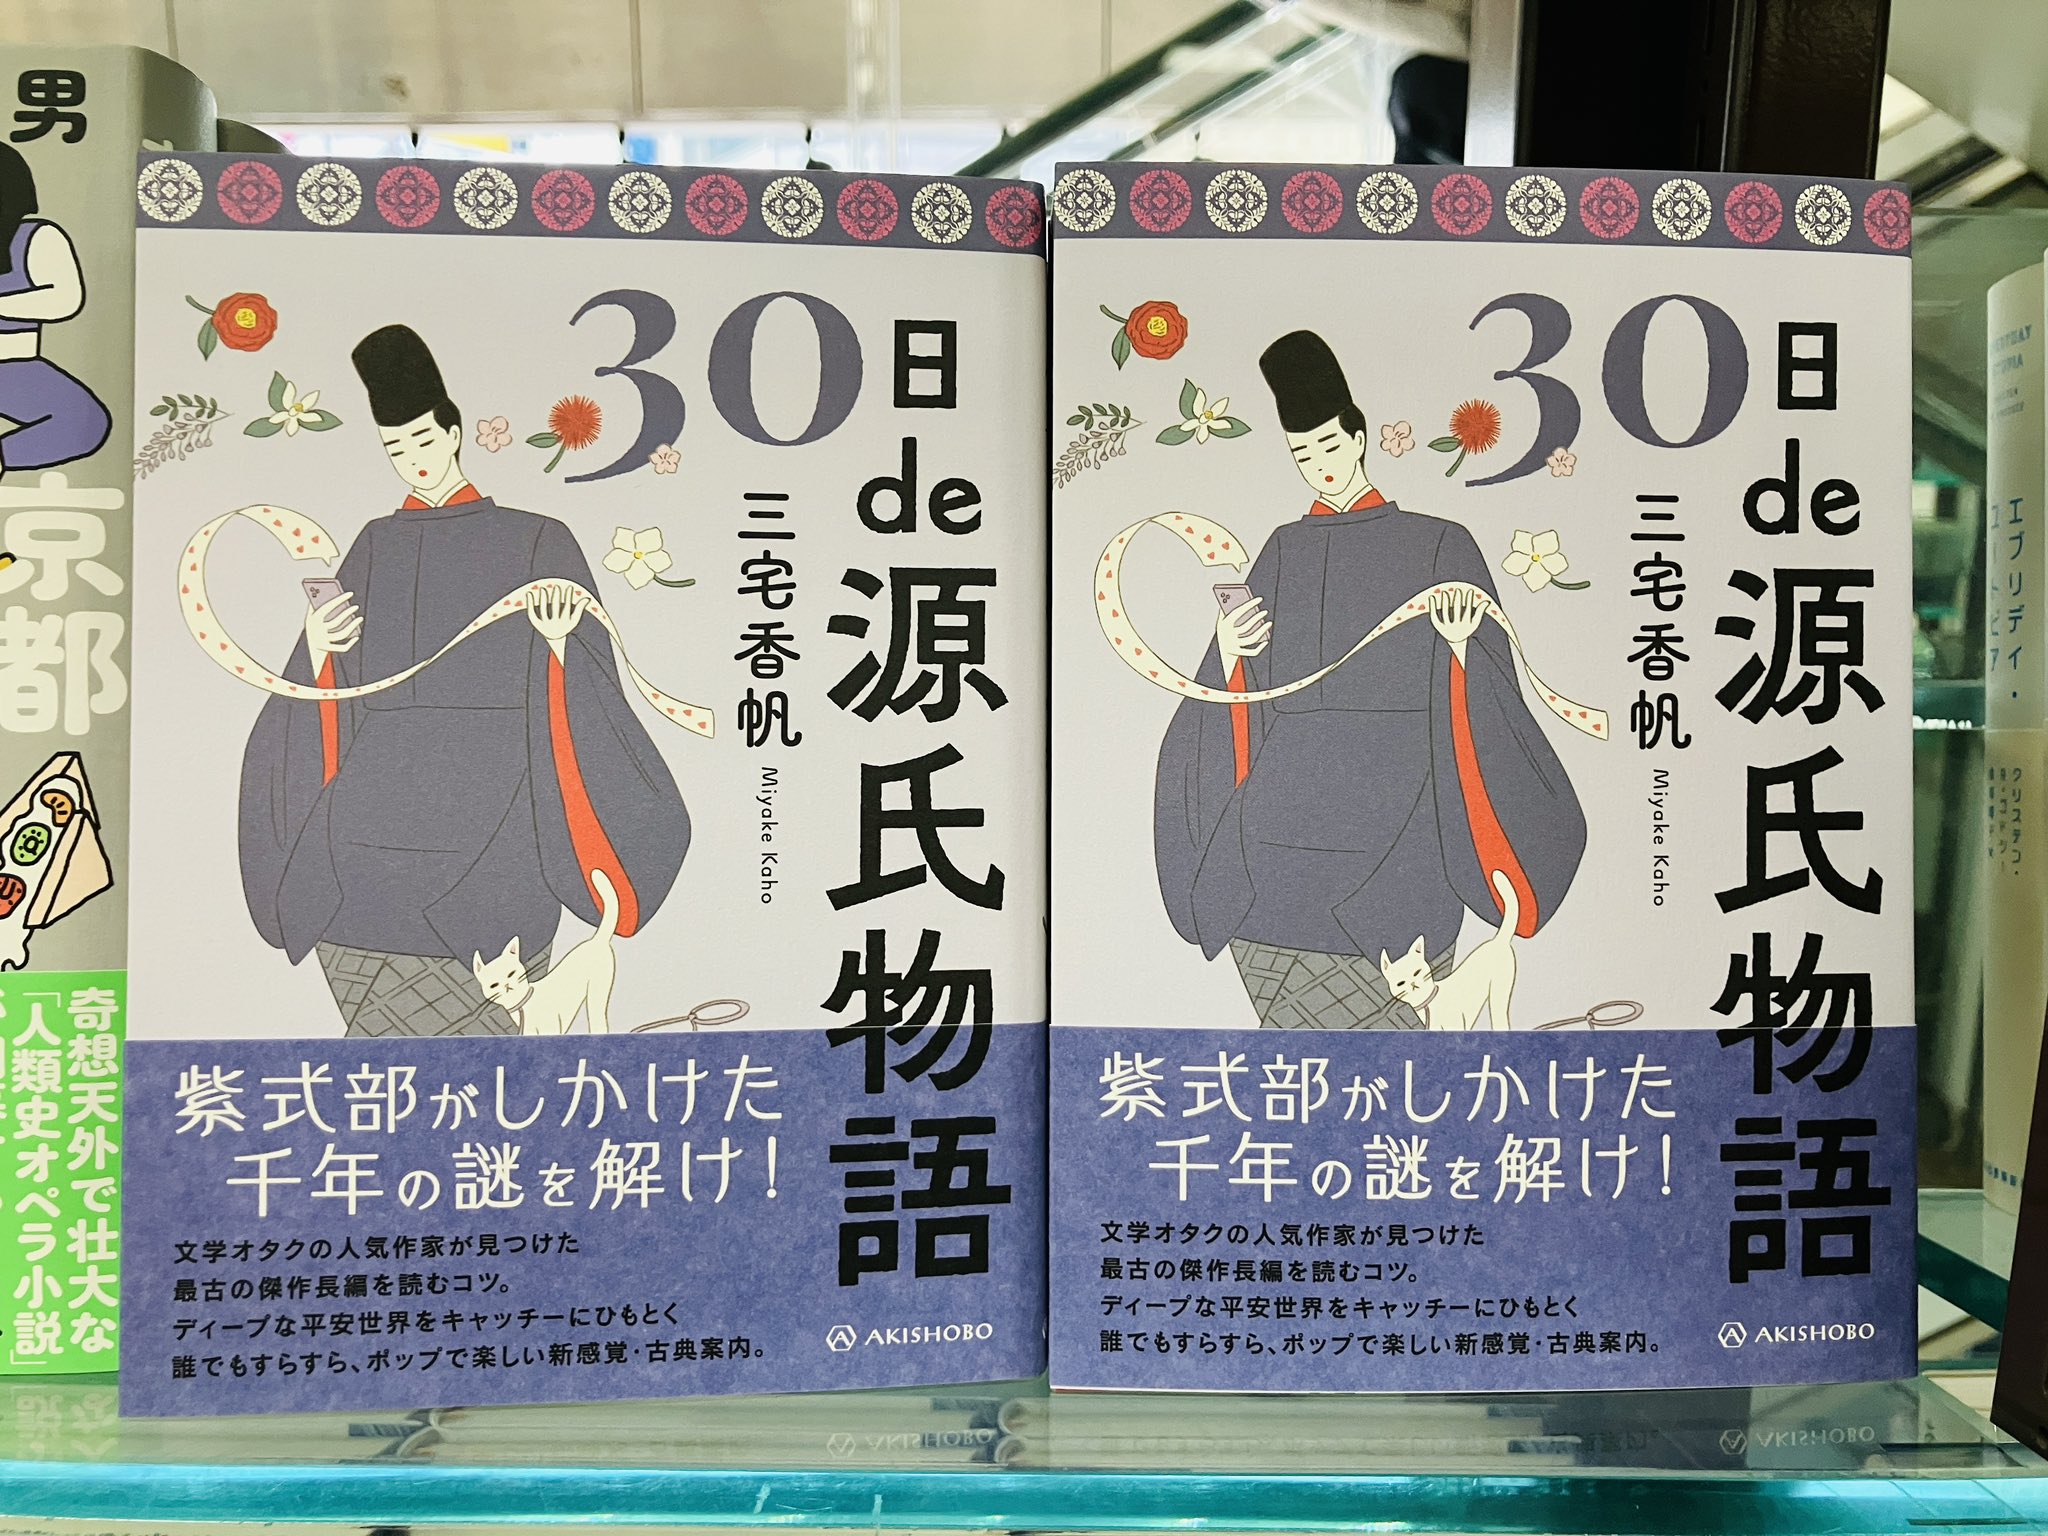 男
京都
奇想天外で壮大な
「人類史オペラ小説」
30日de源氏物語
三宅香帆
Miyake Kaho
紫式部がしかけた
千年の謎を解け!
文学オタクの人気作家が見つけた
最古の傑作長編を読むコツ。
ディープな平安世界をキャッチーにひもとく
誰でもすらすら、ポップで楽しい新感覚・古典案内。
AKISHOBO
30日de源氏物語
三宅香帆
Miyake Kaho
紫式部がしかけた
千年の謎を解け!
文学オタクの人気作家が見つけた
最古の傑作長編を読むコツ。
ディープな平安世界をキャッチーにひもとく
誰でもすらすら、ポップで楽しい新感覚・古典案内。
AKISHOBO
エブリデイ・
ユートピア